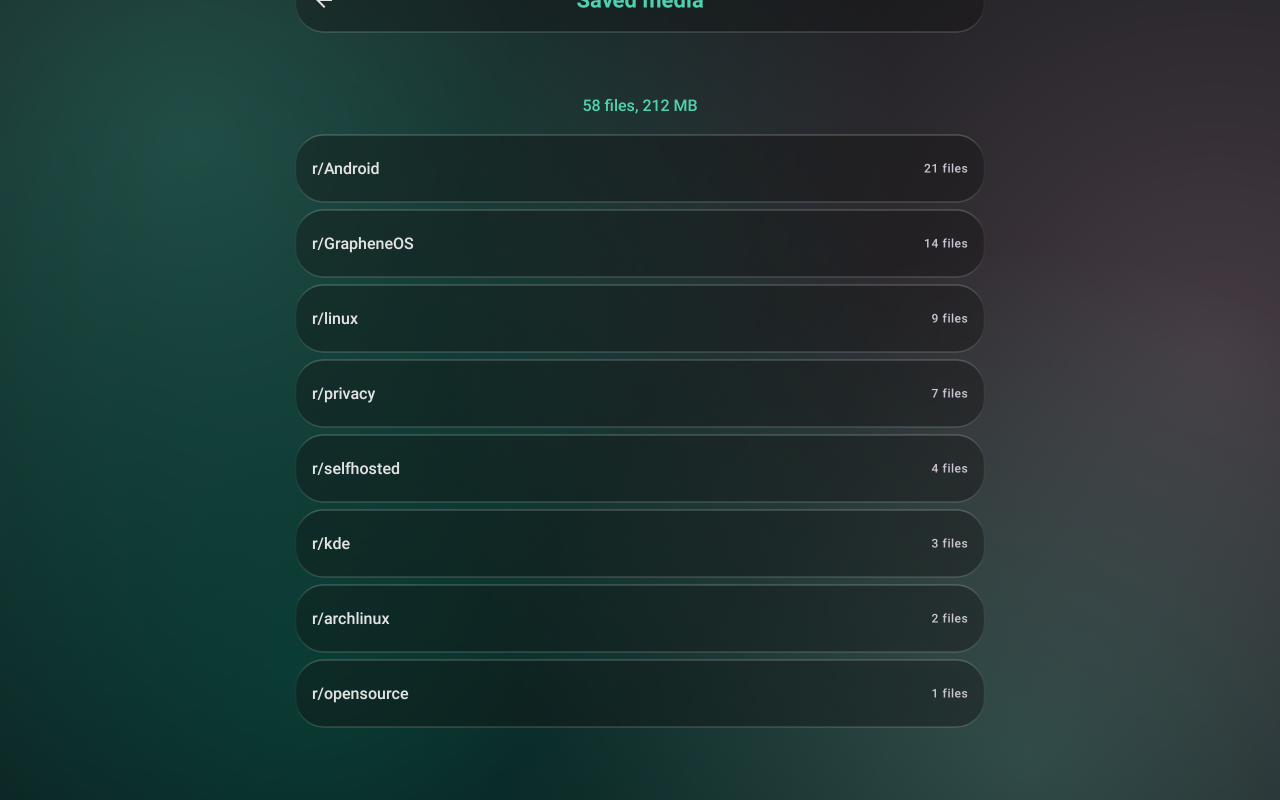 Saved media
58 files, 212 MB
r/Android 21 files
r/GrapheneOS 14 files
r/linux 9 files
r/privacy 7 files
r/selfhosted 4 files
r/kde 3 files
r/archlinux 2 files
r/opensource 1 files